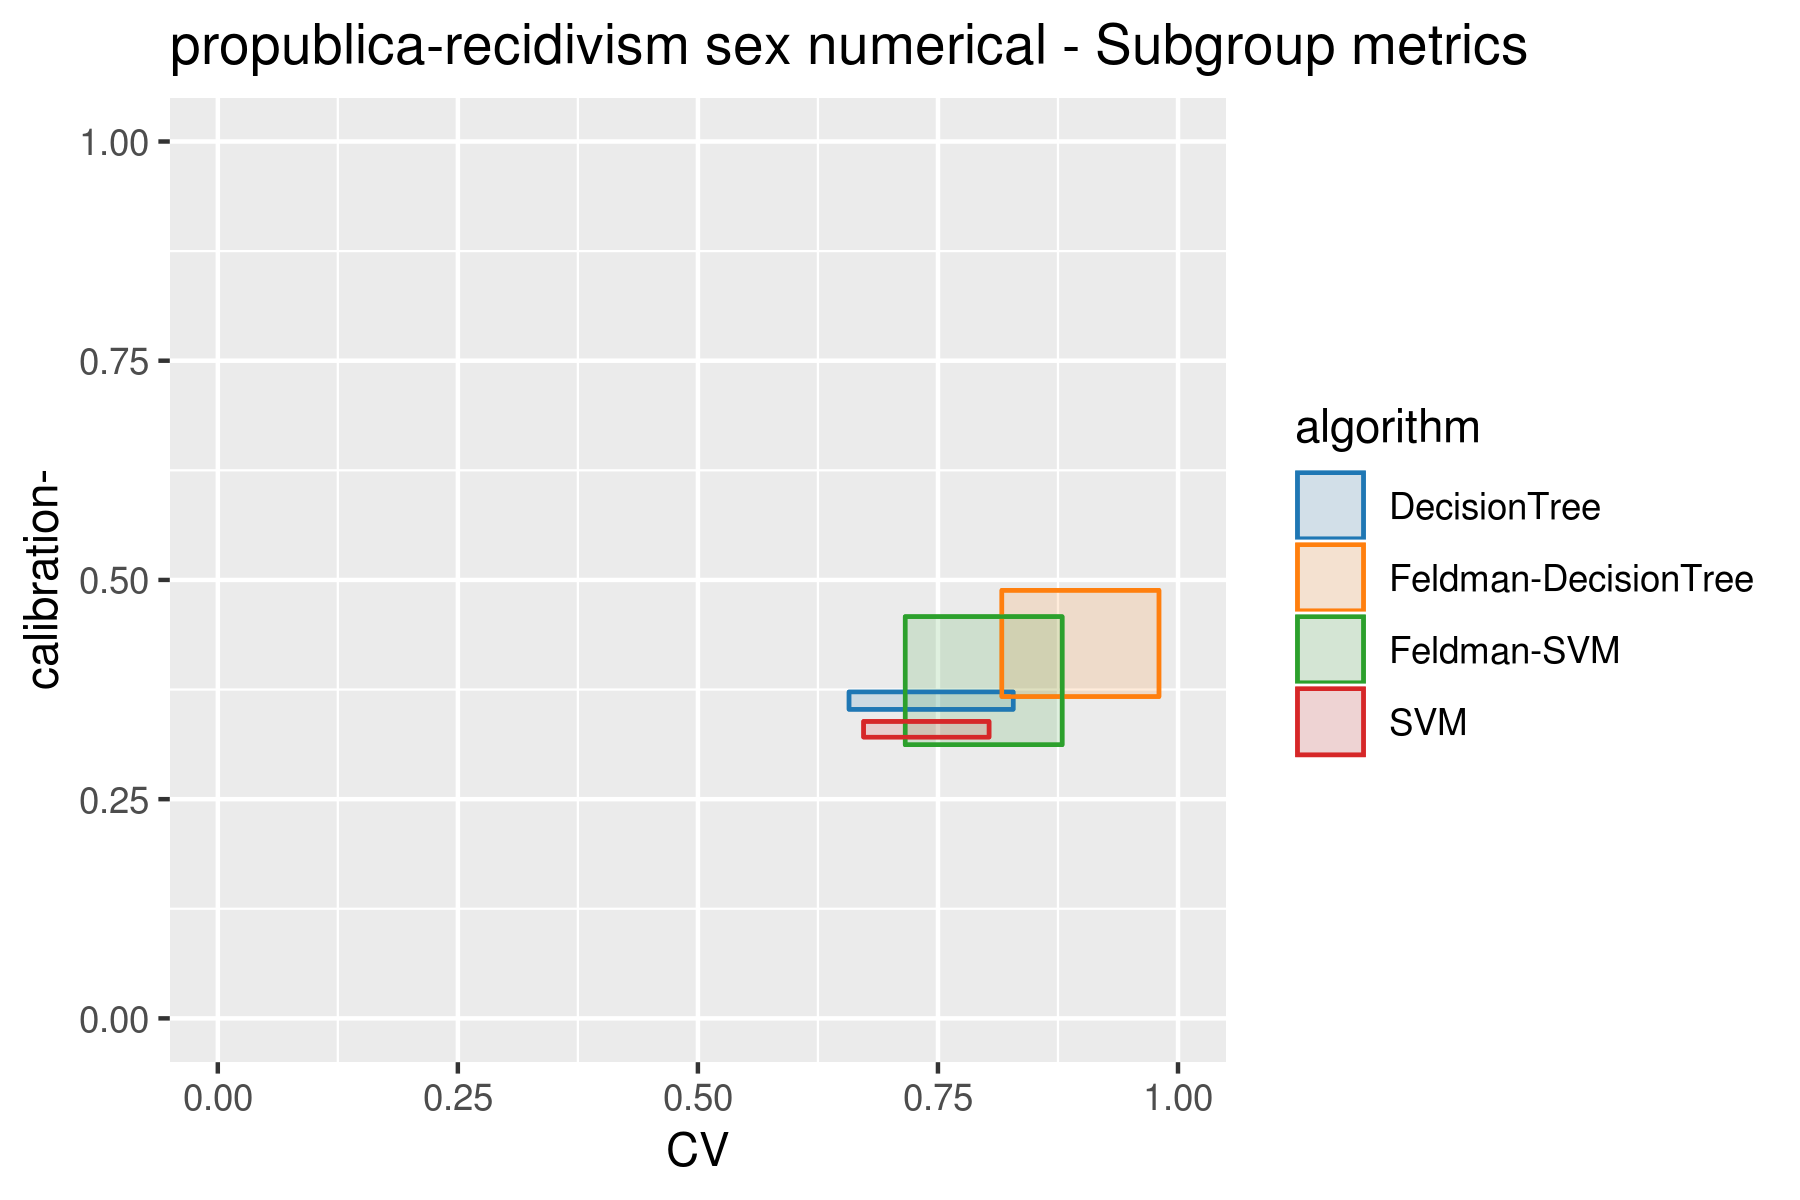 propublica-recidivism sex numerical - Subgroup metrics
1.00
0.75
0.50
0.25
0.00
calibration-
0.00 0.25 0.50 0.75 1.00
CV
algorithm
DecisionTree
Feldman-DecisionTree
Feldman-SVM
SVM